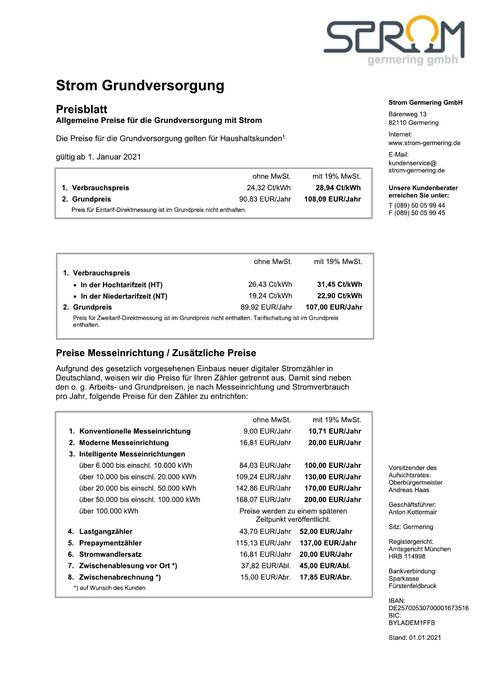 STROM
germering gmbh
Strom Grundversorgung
Preisblatt
Allgemeine Preise für die Grundversorgung mit Strom
Die Preise für die Grundversorgung gelten für Haushaltskunden¹·
gültig ab 1. Januar 2021
ohne MwSt. mit 19% MwSt.
1. Verbrauchspreis 24,32 Ct/kWh 28,94 Ct/kWh
2. Grundpreis 90,83 EUR/Jahr 108,09 EUR/Jahr
Preis für Eintarif-Direktmessung ist im Grundpreis nicht enthalten.
ohne MwSt. mit 19% MwSt.
1. Verbrauchspreis
• In der Hochtarifzeit (HT) 26,43 Ct/kWh 31,45 Ct/kWh
• In der Niedertarifzeit (NT) 19,24 Ct/kWh 22,90 Ct/kWh
2. Grundpreis 89,92 EUR/Jahr 107,00 EUR/Jahr
Preis für Zweitarif-Direktmessung ist im Grundpreis nicht enthalten. Tarifschaltung ist im Grundpreis
enthalten.
Preise Messeinrichtung / Zusätzliche Preise
Aufgrund des gesetzlich vorgesehenen Einbaus neuer digitaler Stromzähler in
Deutschland, weisen wir die Preise für Ihren Zähler getrennt aus. Damit sind neben
den o. g. Arbeits- und Grundpreisen, je nach Messeinrichtung und Stromverbrauch
pro Jahr, folgende Preise für den Zähler zu entrichten:
ohne MwSt. mit 19% MwSt.
1. Konventionelle Messeinrichtung 9,00 EUR/Jahr 10,71 EUR/Jahr
2. Moderne Messeinrichtung 16,81 EUR/Jahr 20,00 EUR/Jahr
3. Intelligente Messeinrichtungen
über 6.000 bis einschl. 10.000 kWh 84,03 EUR/Jahr 100,00 EUR/Jahr
über 10.000 bis einschl. 20.000 kWh 109,24 EUR/Jahr 130,00 EUR/Jahr
über 20.000 bis einschl. 50.000 kWh 142,86 EUR/Jahr 170,00 EUR/Jahr
über 50.000 bis einschl. 100.000 kWh 168,07 EUR/Jahr 200,00 EUR/Jahr
über 100.000 kWh Preise werden zu einem späteren
Zeitpunkt veröffentlicht.
4. Lastgangzähler 43,70 EUR/Jahr 52,00 EUR/Jahr
5. Prepaymentzähler 115,13 EUR/Jahr 137,00 EUR/Jahr
6. Stromwandlersatz 16,81 EUR/Jahr 20,00 EUR/Jahr
7. Zwischenablesung vor Ort *) 37,82 EUR/Abl. 45,00 EUR/Abl.
8. Zwischenabrechnung *) 15,00 EUR/Abr. 17,85 EUR/Abr.
*) auf Wunsch des Kunden
Strom Germering GmbH
Bärenweg 13
82110 Germering
Internet:
www.strom-germering.de
E-Mail:
kundenservice@
strom-germering.de
Unsere Kundenberater
erreichen Sie unter:
T (089) 50 05 99 44
F (089) 50 05 99 45
Vorsitzender des
Aufsichtsrates:
Oberbürgermeister
Andreas Haas
Geschäftsführer:
Anton Kottermair
Sitz: Germering
Registergericht:
Amtsgericht München
HRB 114998
Bankverbindung:
Sparkasse
Fürstenfeldbruck
IBAN:
DE25700530700001673516
BIC:
BYLADEM1FFB
Stand: 01.01.2021